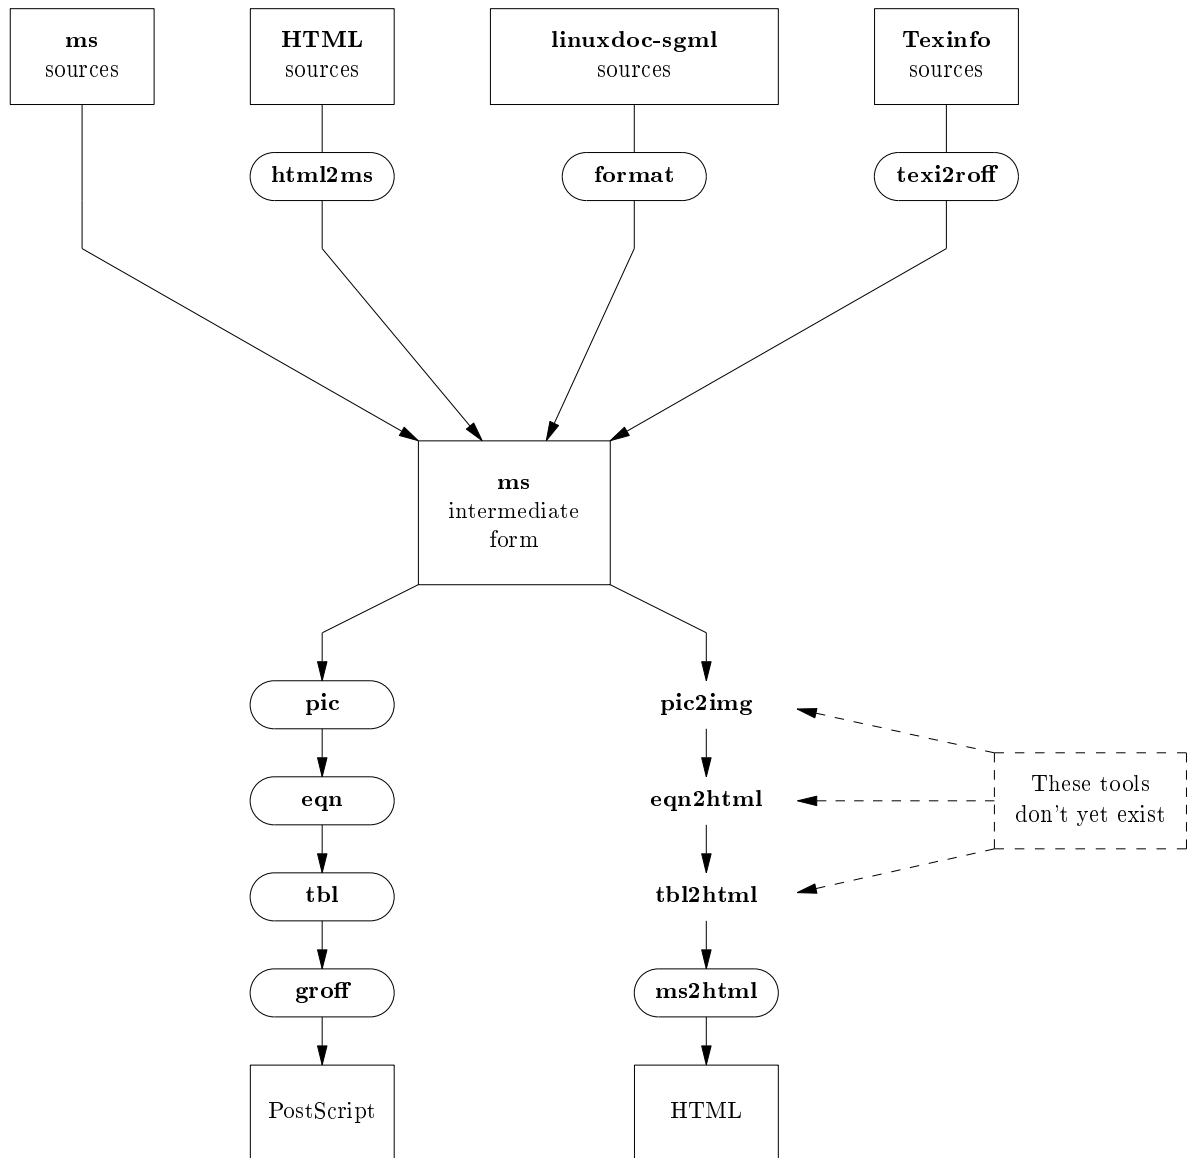 ms
sources
HTML
sources
linuxdoc-sgml
sources
Texinfo
sources
html2ms
format
texi2roff
ms
intermediate
form
pic
pic2img
eqn
eqn2html
These tools
don't yet exist
tbl
tbl2html
groff
ms2html
PostScript
HTML